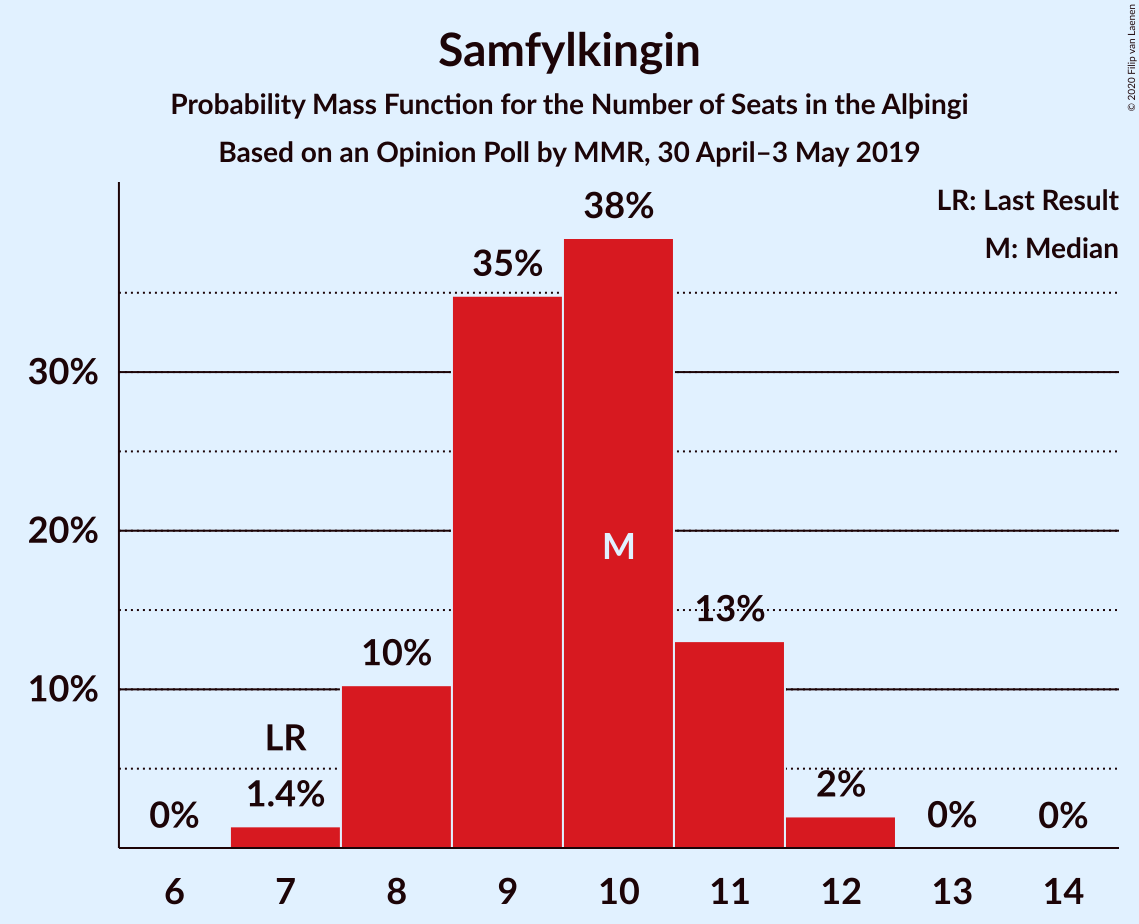 Samfylkingin
Probability Mass Function for the Number of Seats in the Alþingi
Based on an Opinion Poll by MMR, 30 April–3 May 2019
© 2020 Filip van Laenen
LR: Last Result
M: Median
38%
35%
30%
20%
M
13%
10%
10%
LR
1.4%
2%
0%
0%
0%
6 7 8 9 10 11 12 13 14